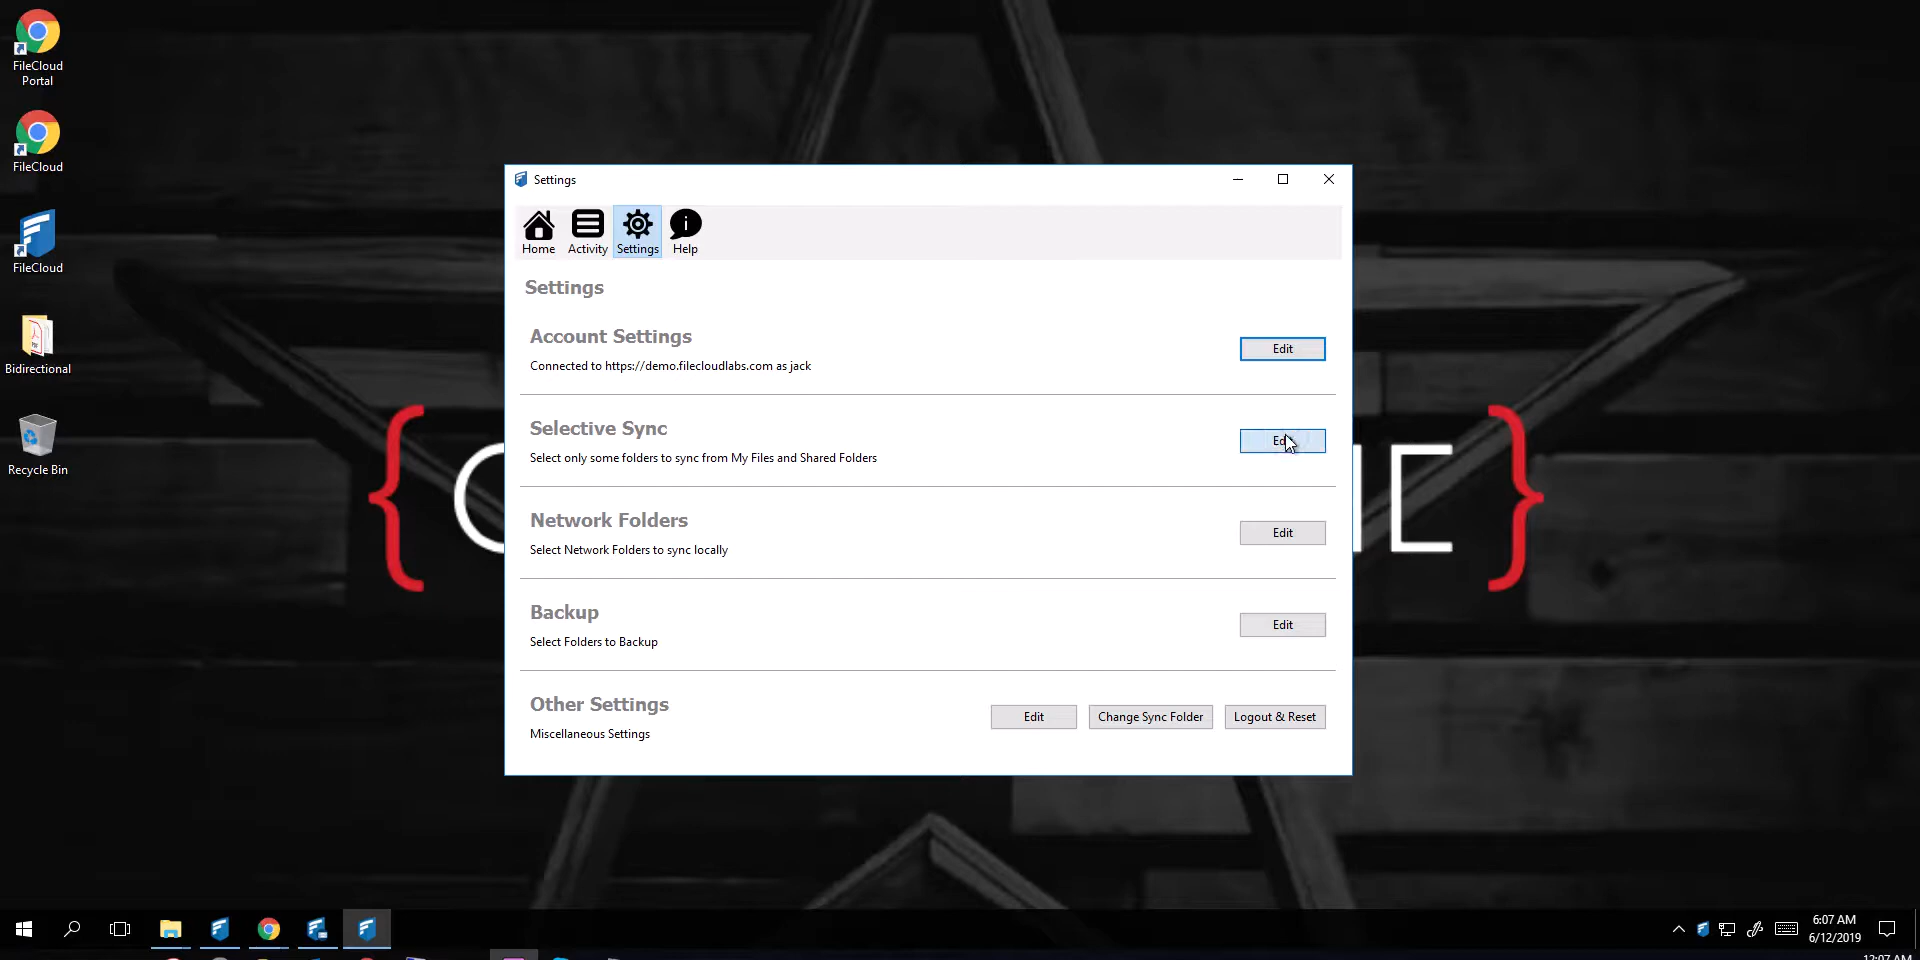 FileCloud
Portal
FileCloud
FileCloud
Bidirectional
Recycle Bin
Settings
Home
Activity
Settings
Help
Settings
Account Settings
Connected to https://demo.filecloudlabs.com as jack
Edit
Selective Sync
Select only some folders to sync from My Files and Shared Folders
Network Folders
Select Network Folders to sync locally
Edit
Backup
Select Folders to Backup
Edit
Other Settings
Miscellaneous Settings
Edit
Change Sync Folder
Logout & Reset
6:07 AM
6/12/2019